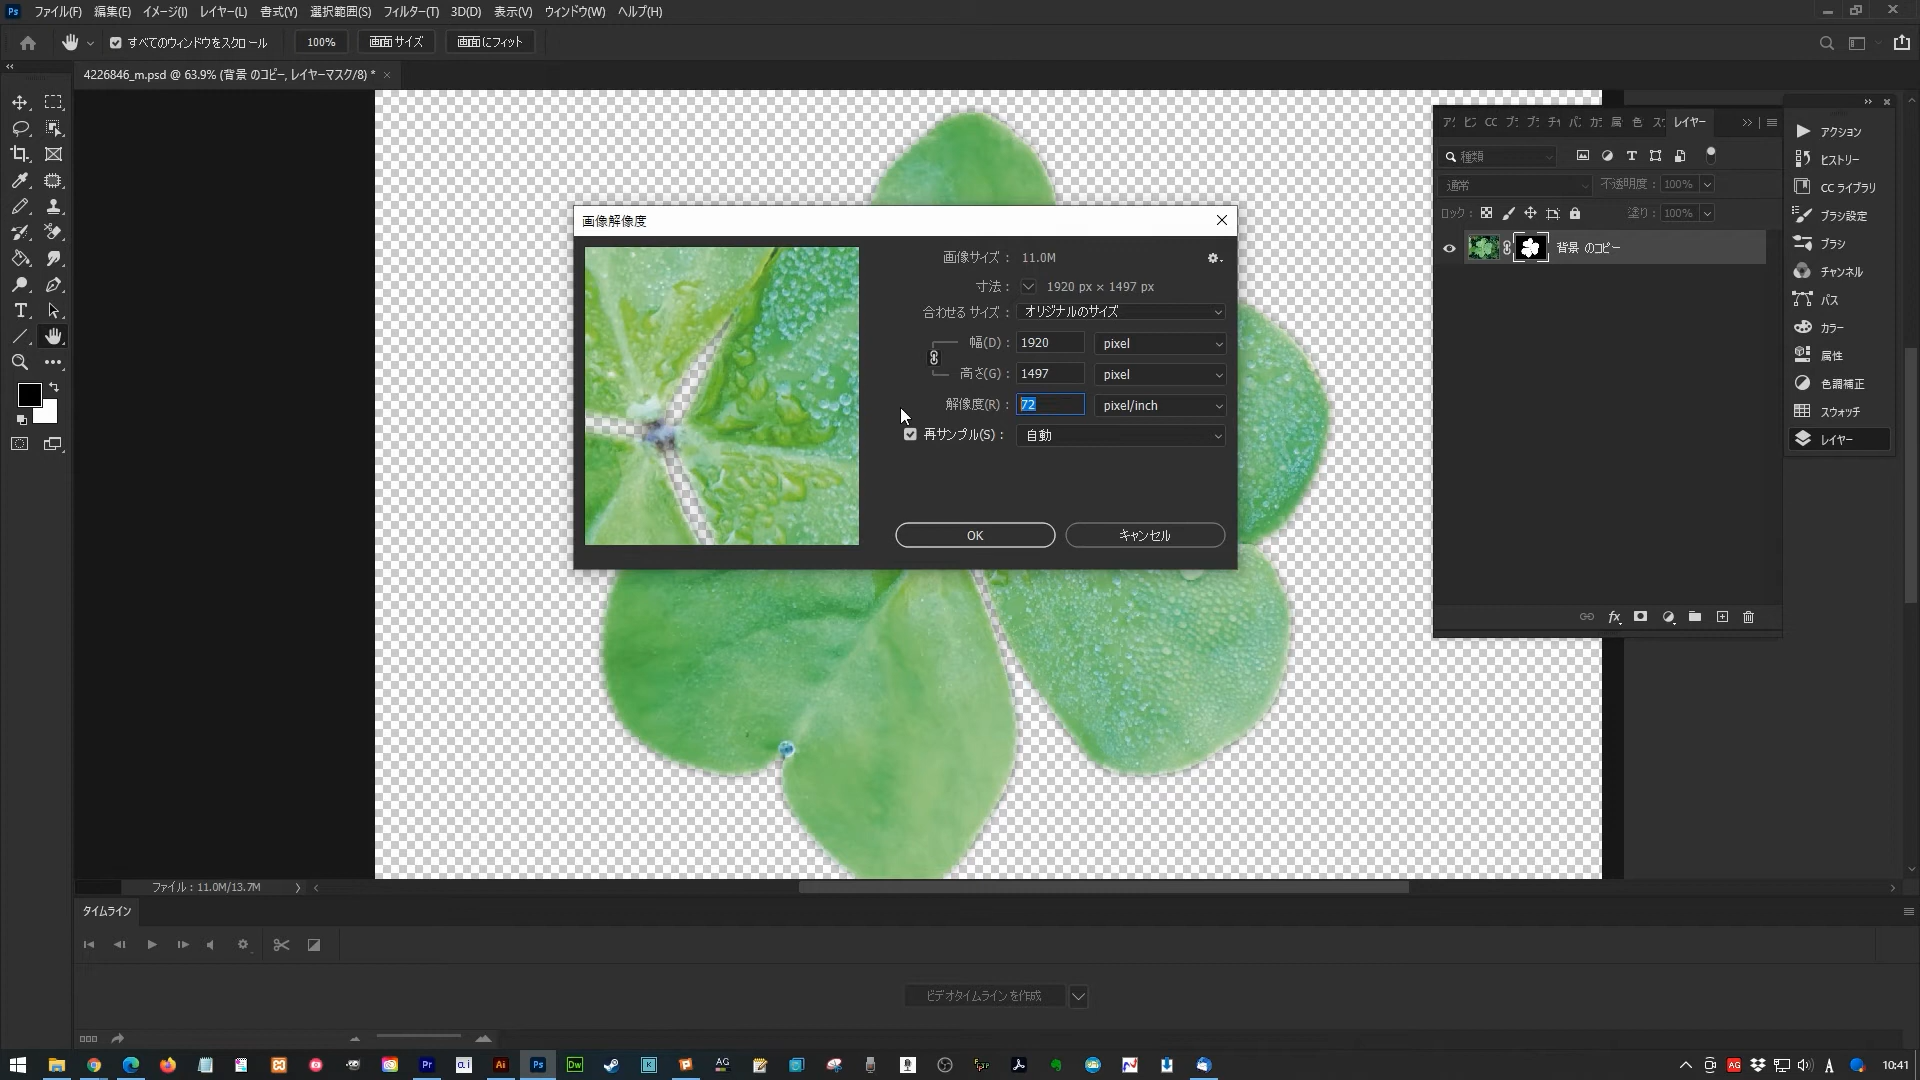 Ps ファイル(F) 編集(E) イメージ(I) レイヤー(L) 書式(Y) 選択範囲(S) フィルター(T) 3D(D) 表示(V) ウィンドウ(W) ヘルプ(H)
すべてのウィンドウをスクロール 100% 画面サイズ 画面にフィット
4226846_m.psd @ 63.9% (背景 のコピー, レイヤーマスク/8) *
CC レイヤー
種類
通常 不透明度: 100%
ロック: 塗り: 100%
背景 のコピー
アクション
ヒストリー
CC ライブラリ
ブラシ設定
ブラシ
チャンネル
パス
カラー
属性
色調補正
スウォッチ
レイヤー
画像解像度
画像サイズ: 11.0M
寸法: 1920 px × 1497 px
合わせるサイズ: オリジナルのサイズ
幅(D): 1920 pixel
高さ(G): 1497 pixel
解像度(R): 72 pixel/inch
再サンプル(S): 自動
OK キャンセル
ファイル : 11.0M/13.7M
タイムライン
ビデオタイムラインを作成
Pr Ai Ps Dw K AG AG A 10:41